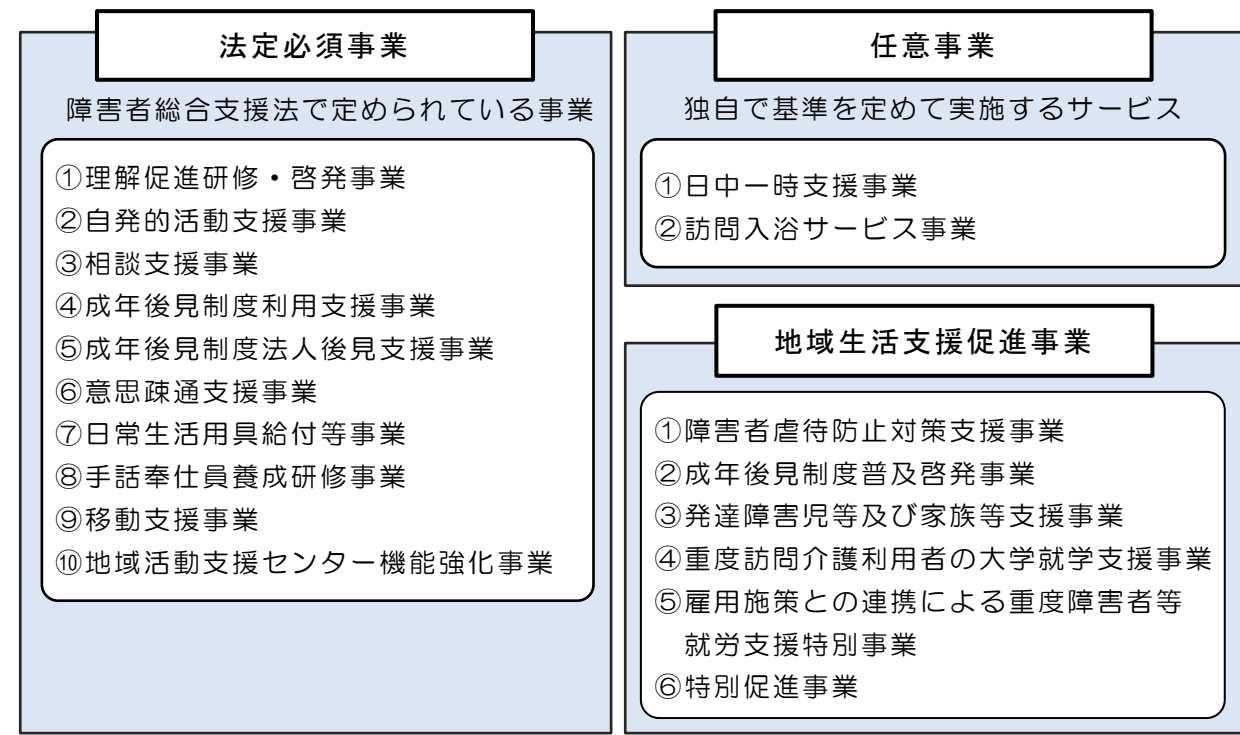 法定必須事業
障害者総合支援法で定められている事業
①理解促進研修・啓発事業
②自発的活動支援事業
③相談支援事業
④成年後見制度利用支援事業
⑤成年後見制度法人後見支援事業
⑥意思疎通支援事業
⑦日常生活用具給付等事業
⑧手話奉仕員養成研修事業
⑨移動支援事業
⑩地域活動支援センター機能強化事業
任意事業
独自で基準を定めて実施するサービス
①日中一時支援事業
②訪問入浴サービス事業
地域生活支援促進事業
①障害者虐待防止対策支援事業
②成年後見制度普及啓発事業
③発達障害児等及び家族等支援事業
④重度訪問介護利用者の大学就学支援事業
⑤雇用施策との連携による重度障害者等
就労支援特別事業
⑥特別促進事業